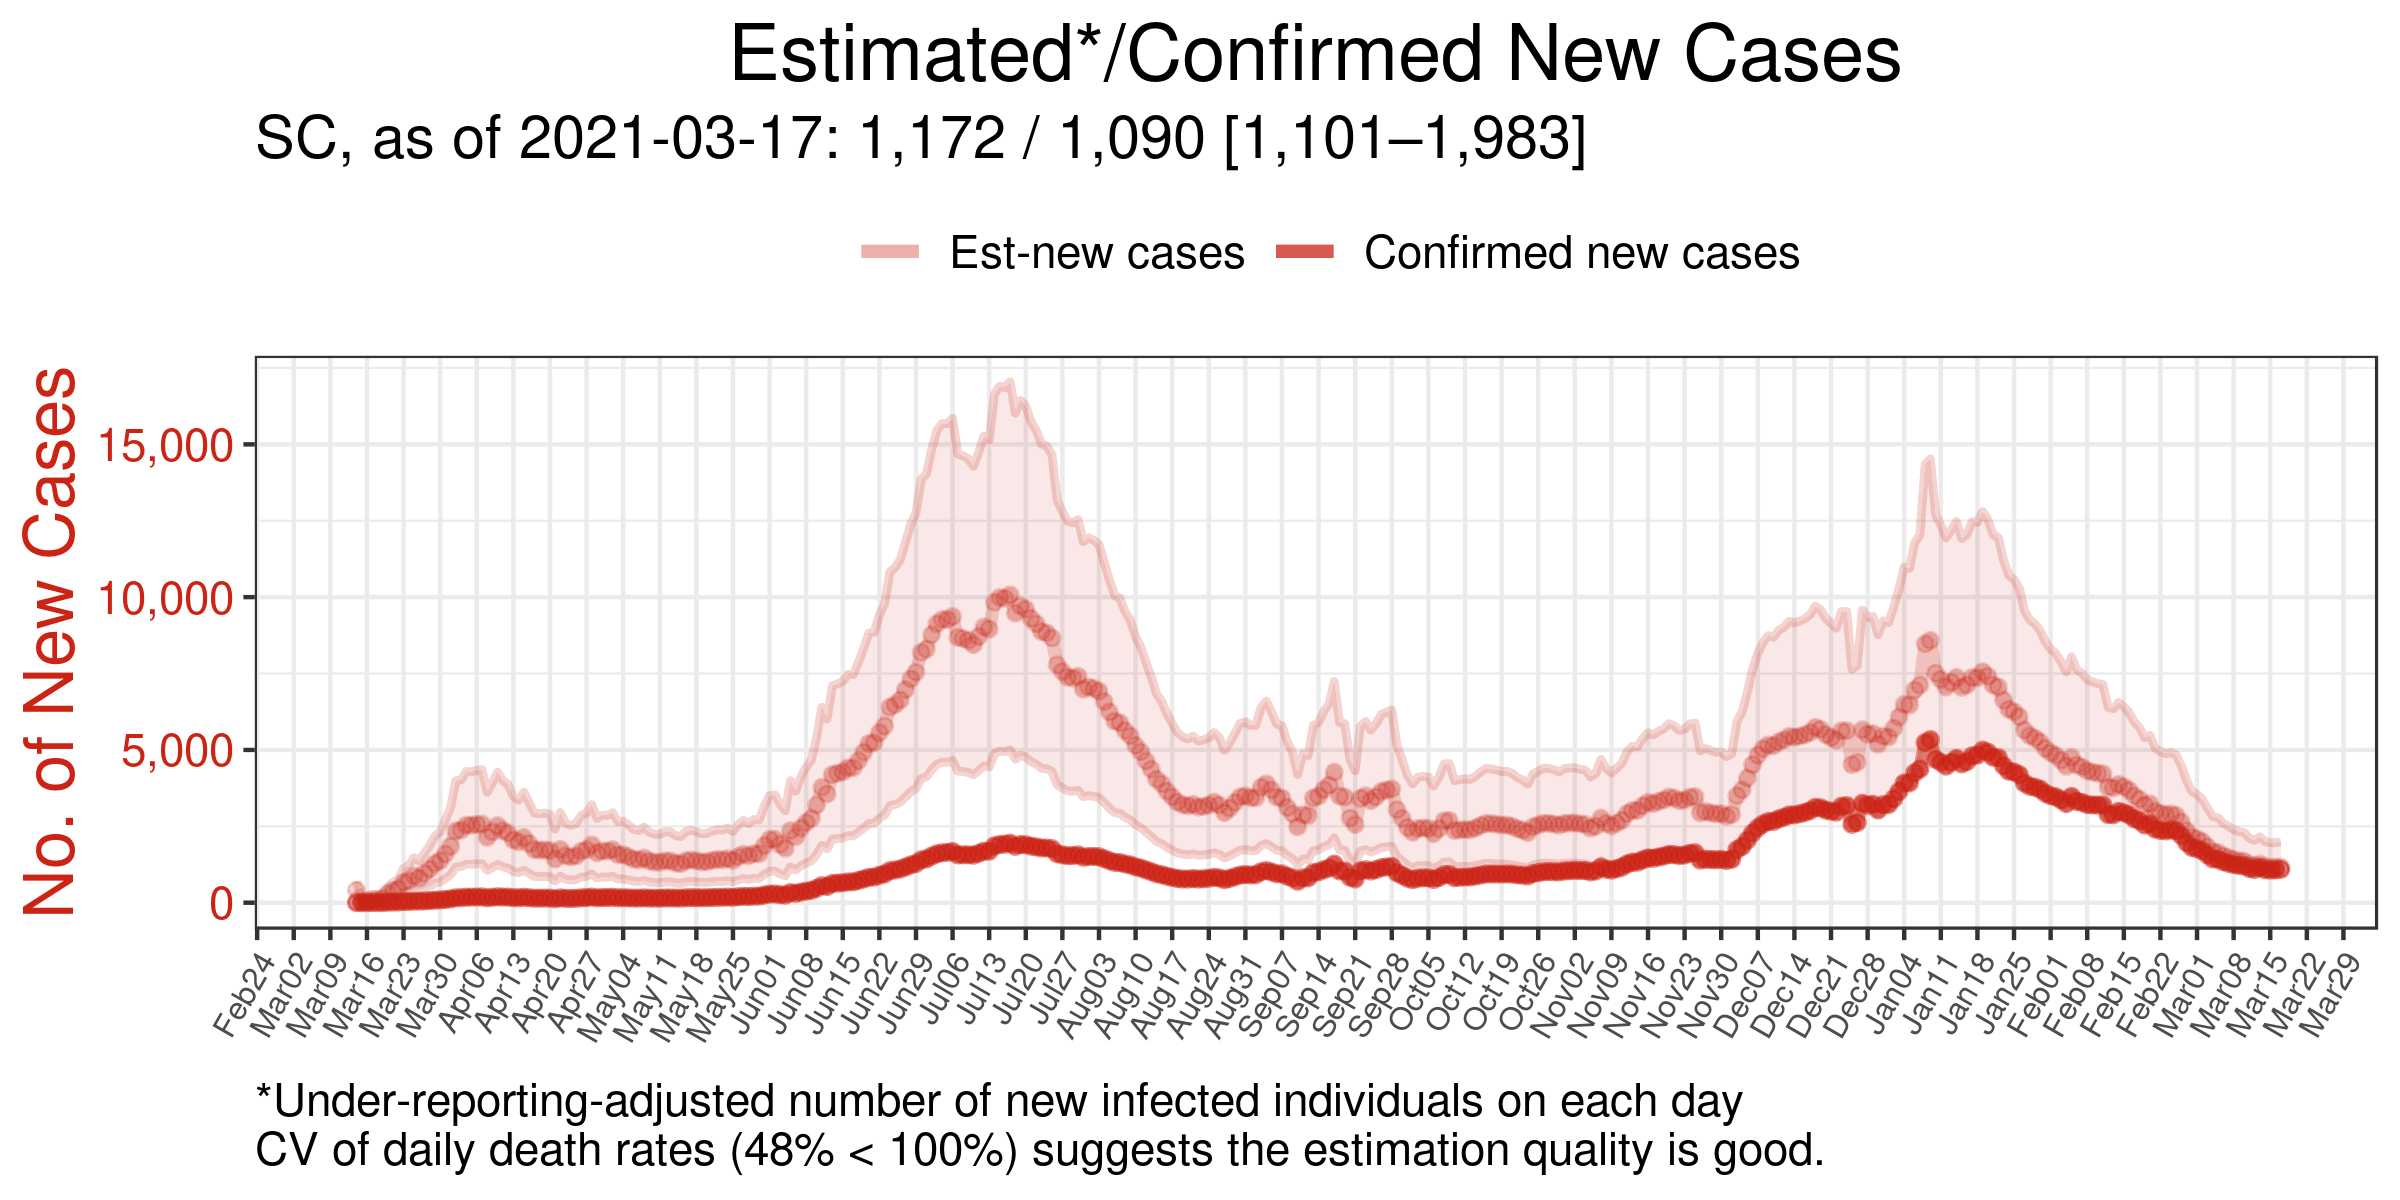 Estimated*/Confirmed New Cases
SC, as of 2021-03-17: 1,172 / 1,090 [1,101–1,983]
Est-new cases Confirmed new cases
No. of New Cases
15,000
10,000
5,000
0
Feb24 Mar02 Mar09 Mar16 Mar23 Mar30 Apr06 Apr13 Apr20 Apr27 May04 May11 May18 May25 Jun01 Jun08 Jun15 Jun22 Jun29 Jul06 Jul13 Jul20 Jul27 Aug03 Aug10 Aug17 Aug24 Aug31 Sep07 Sep14 Sep21 Sep28 Oct05 Oct12 Oct19 Oct26 Nov02 Nov09 Nov16 Nov23 Nov30 Dec07 Dec14 Dec21 Dec28 Jan04 Jan11 Jan18 Jan25 Feb01 Feb08 Feb15 Feb22 Mar01 Mar08 Mar15 Mar22 Mar29
*Under-reporting-adjusted number of new infected individuals on each day
CV of daily death rates (48% < 100%) suggests the estimation quality is good.